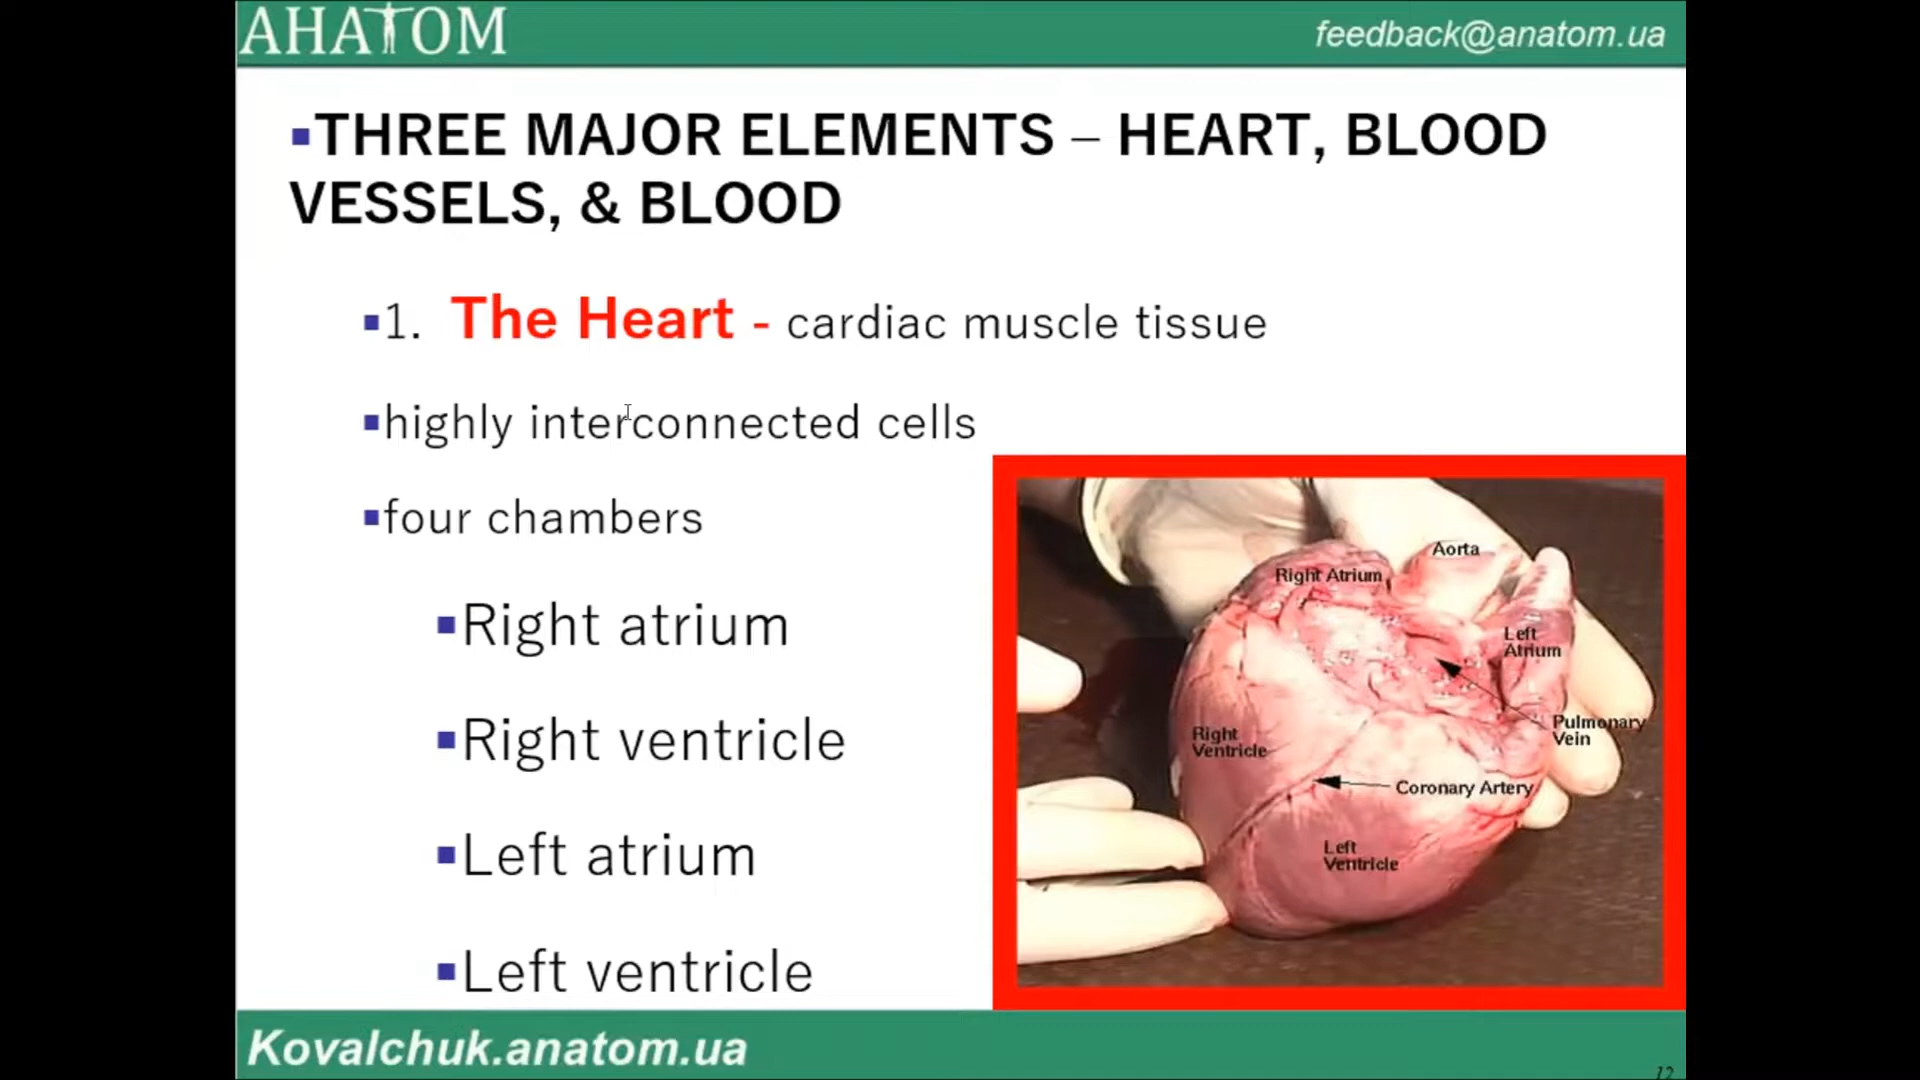 АНАТОМ
feedback@anatom.ua
▪THREE MAJOR ELEMENTS – HEART, BLOOD
VESSELS, & BLOOD
▪1. The Heart - cardiac muscle tissue
▪highly interconnected cells
▪four chambers
▪Right atrium
▪Right ventricle
▪Left atrium
▪Left ventricle
Aorta
Right Atrium
Left
Atrium
Pulmonary
Vein
Right
Ventricle
Coronary Artery
Left
Ventricle
Kovalchuk.anatom.ua
12